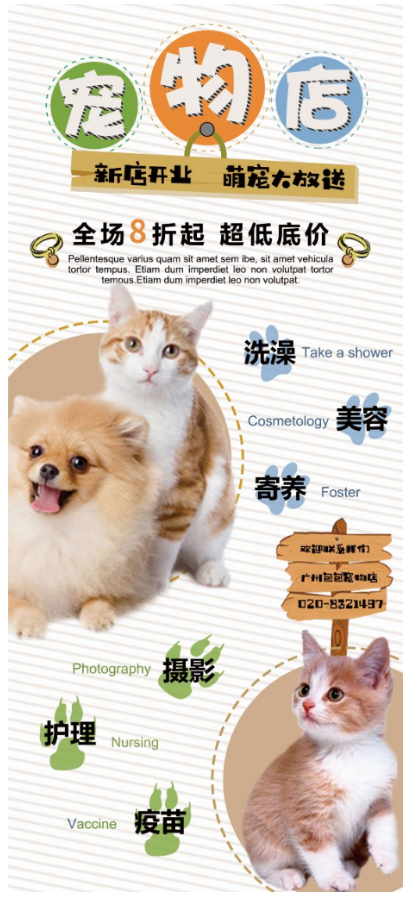 宠物店
新店开业 萌宠大放送
全场8折起 超低底价
Pellentesque varius quam sit amet sem ibe, sit amet vehicula
tortor tempus. Etiam dum imperdiet leo non volutpat tortor
tempus.Etiam dum imperdiet leo non volutpat.
洗澡 Take a shower
Cosmetology 美容
寄养 Foster
欢迎联系我们
广州包包宠物店
020-8321497
Photography 摄影
护理 Nursing
Vaccine 疫苗